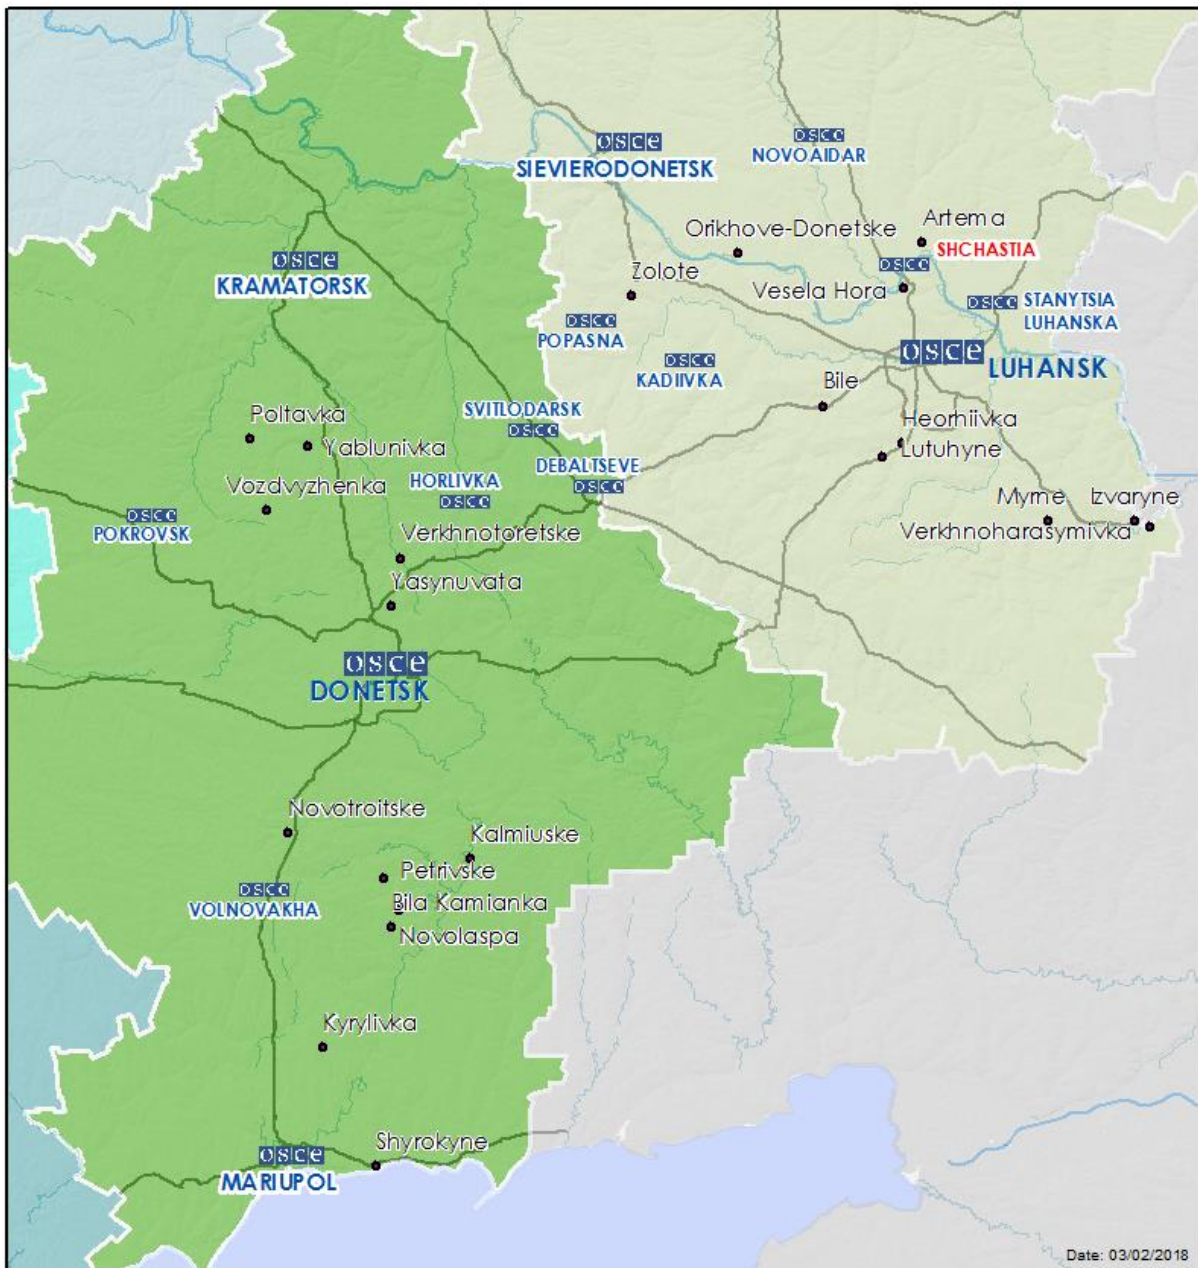 OSCE
SIEVIERODONETSK
OSCE
NOVOAIDAR
Orikhove-Donetske
Artema
SHCHASTIA
OSCE
OSCE
KRAMATORSK
Zolote
Vesela Hora
OSCE
STANYTSIA
LUHANSKA
OSCE
POPASNA
OSCE
KADIIVKA
OSCE
LUHANSK
Bile
Poltavka
Yablunivka
SVITLODARSK
OSCE
Heorhiivka
Lutuhyne
Vozdvyzhenka
HORLIVKA
OSCE
DEBALTSEVE
OSCE
OSCE
POKROVSK
Myrne
Izvaryne
Verkhnoharasymivka
Verkhnotoretske
Yasynuvata
OSCE
DONETSK
Novotroitske
Kalmiuske
Petrivske
OSCE
VOLNOVAKHA
Bila Kamianka
Novolaspa
Kyrylivka
Shyrokyne
OSCE
MARIUPOL
Date: 03/02/2018